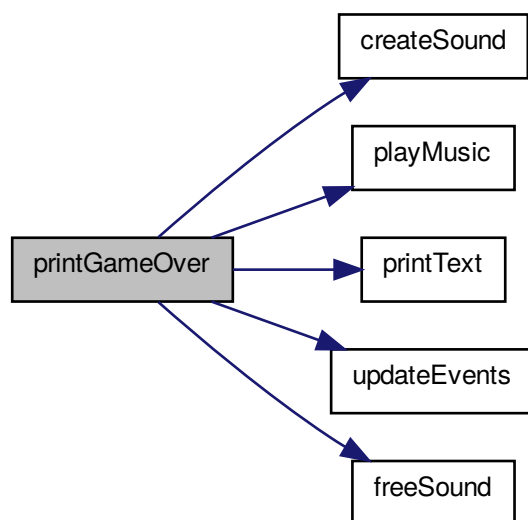 createSound
playMusic
printGameOver
printText
updateEvents
freeSound